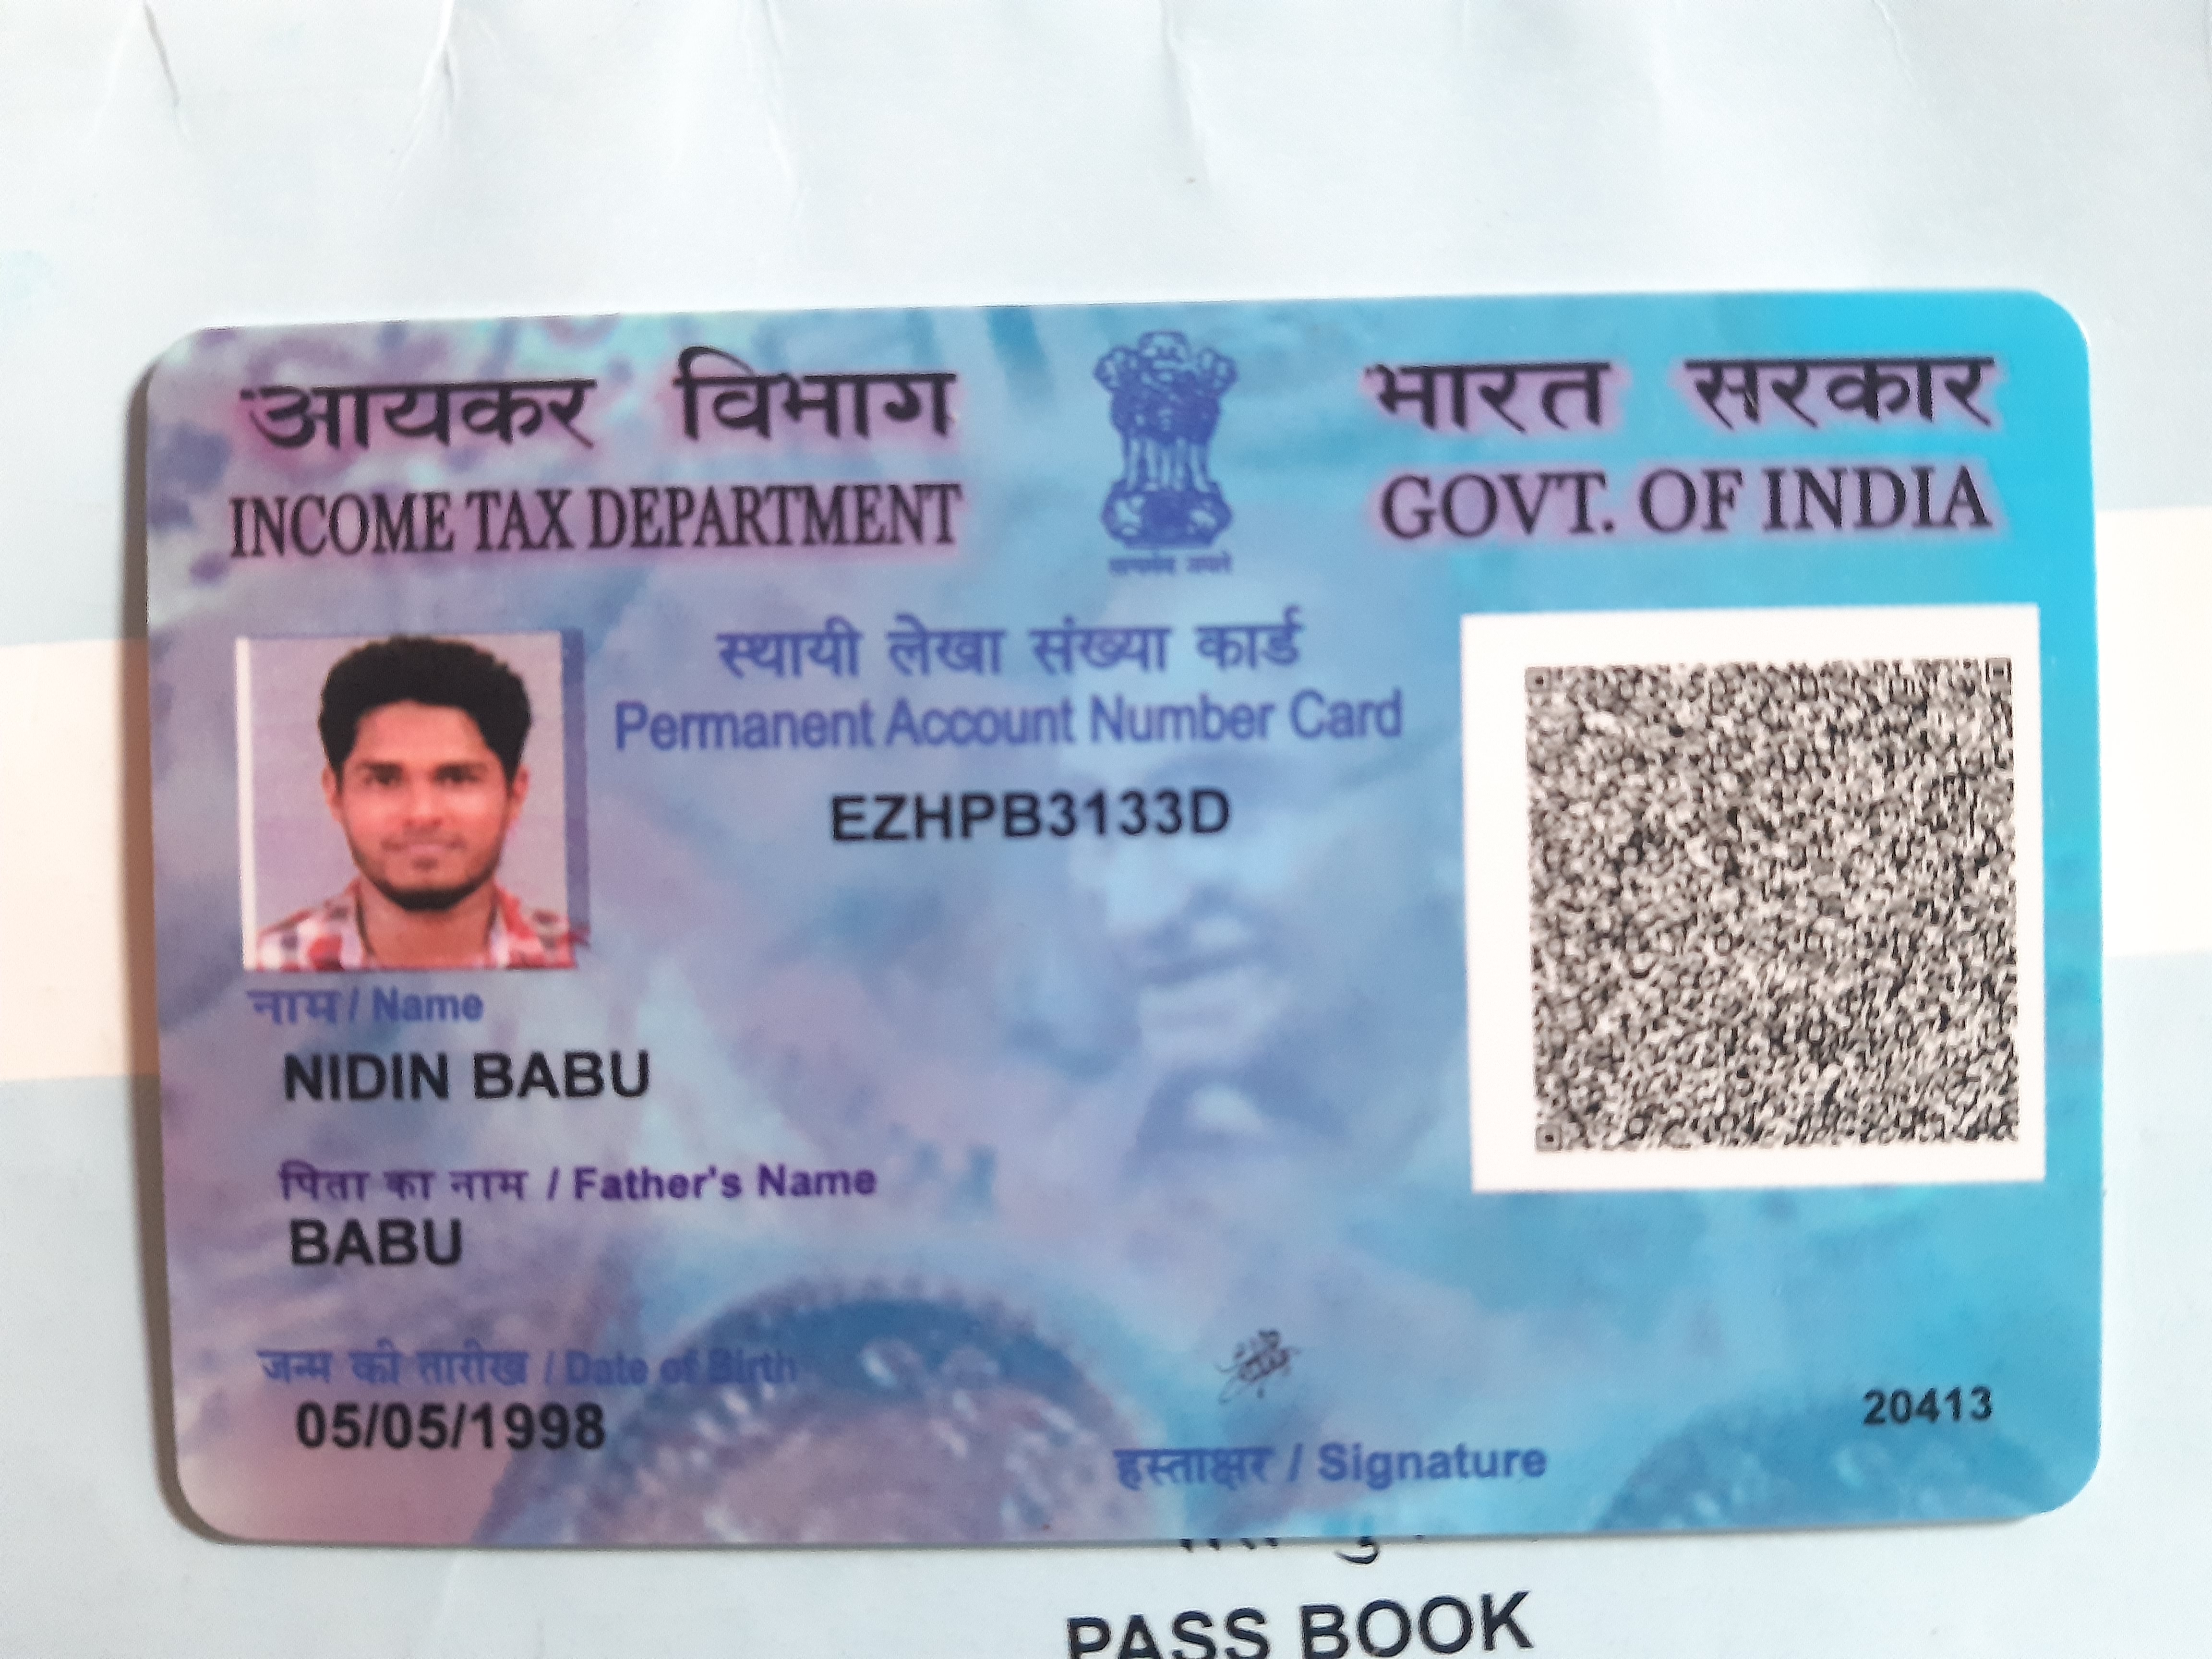 आयकर विभाग
INCOME TAX DEPARTMENT
भारत सरकार
GOVT. OF INDIA
सत्यमेव जयते
स्थायी लेखा संख्या कार्ड
Permanent Account Number Card
EZHPB3133D
नाम / Name
NIDIN BABU
पिता का नाम / Father's Name
BABU
जन्म की तारीख / Date of Birth
05/05/1998
हस्ताक्षर / Signature
20413
PASS BOOK